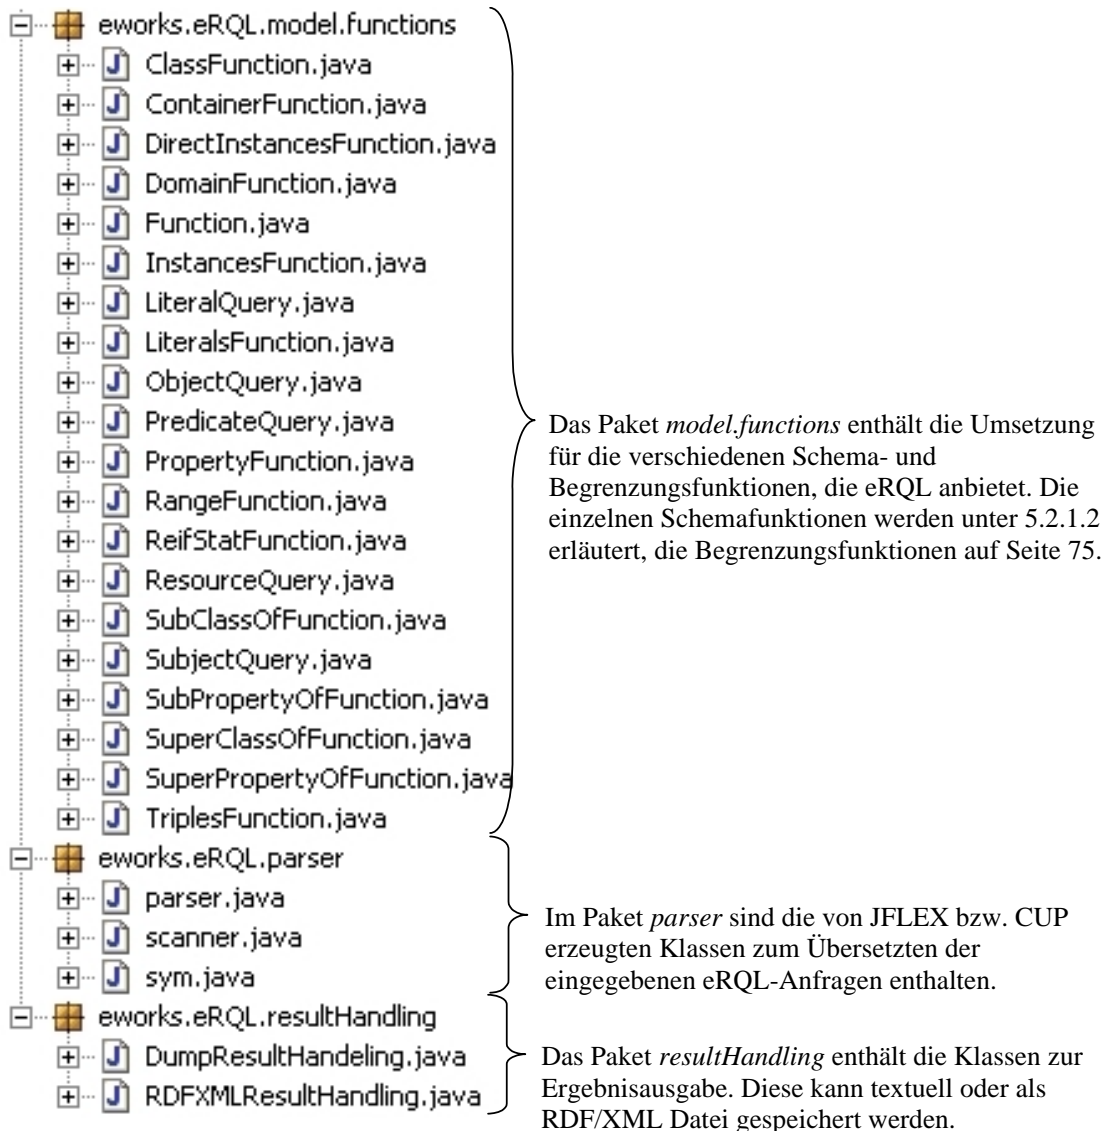 eworks.eRQL.model.functions
ClassFunction.java
ContainerFunction.java
DirectInstancesFunction.java
DomainFunction.java
Function.java
InstancesFunction.java
LiteralQuery.java
LiteralsFunction.java
ObjectQuery.java
PredicateQuery.java
PropertyFunction.java
RangeFunction.java
ReifStatFunction.java
ResourceQuery.java
SubClassOfFunction.java
SubjectQuery.java
SubPropertyOfFunction.java
SuperClassOfFunction.java
SuperPropertyOfFunction.java
TriplesFunction.java
Das Paket model.functions enthält die Umsetzung
für die verschiedenen Schema- und
Begrenzungsfunktionen, die eRQL anbietet. Die
einzelnen Schemafunktionen werden unter 5.2.1.2
erläutert, die Begrenzungsfunktionen auf Seite 75.
eworks.eRQL.parser
parser.java
scanner.java
sym.java
Im Paket parser sind die von JFLEX bzw. CUP
erzeugten Klassen zum Übersetzten der
eingegebenen eRQL-Anfragen enthalten.
eworks.eRQL.resultHandling
DumpResultHandeling.java
RDFXMLResultHandling.java
Das Paket resultHandling enthält die Klassen zur
Ergebnisausgabe. Diese kann textuell oder als
RDF/XML Datei gespeichert werden.